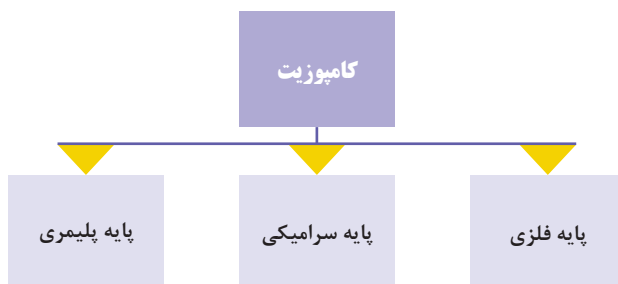 کامپوزیت
پایه فلزی
پایه سرامیکی
پایه پلیمری